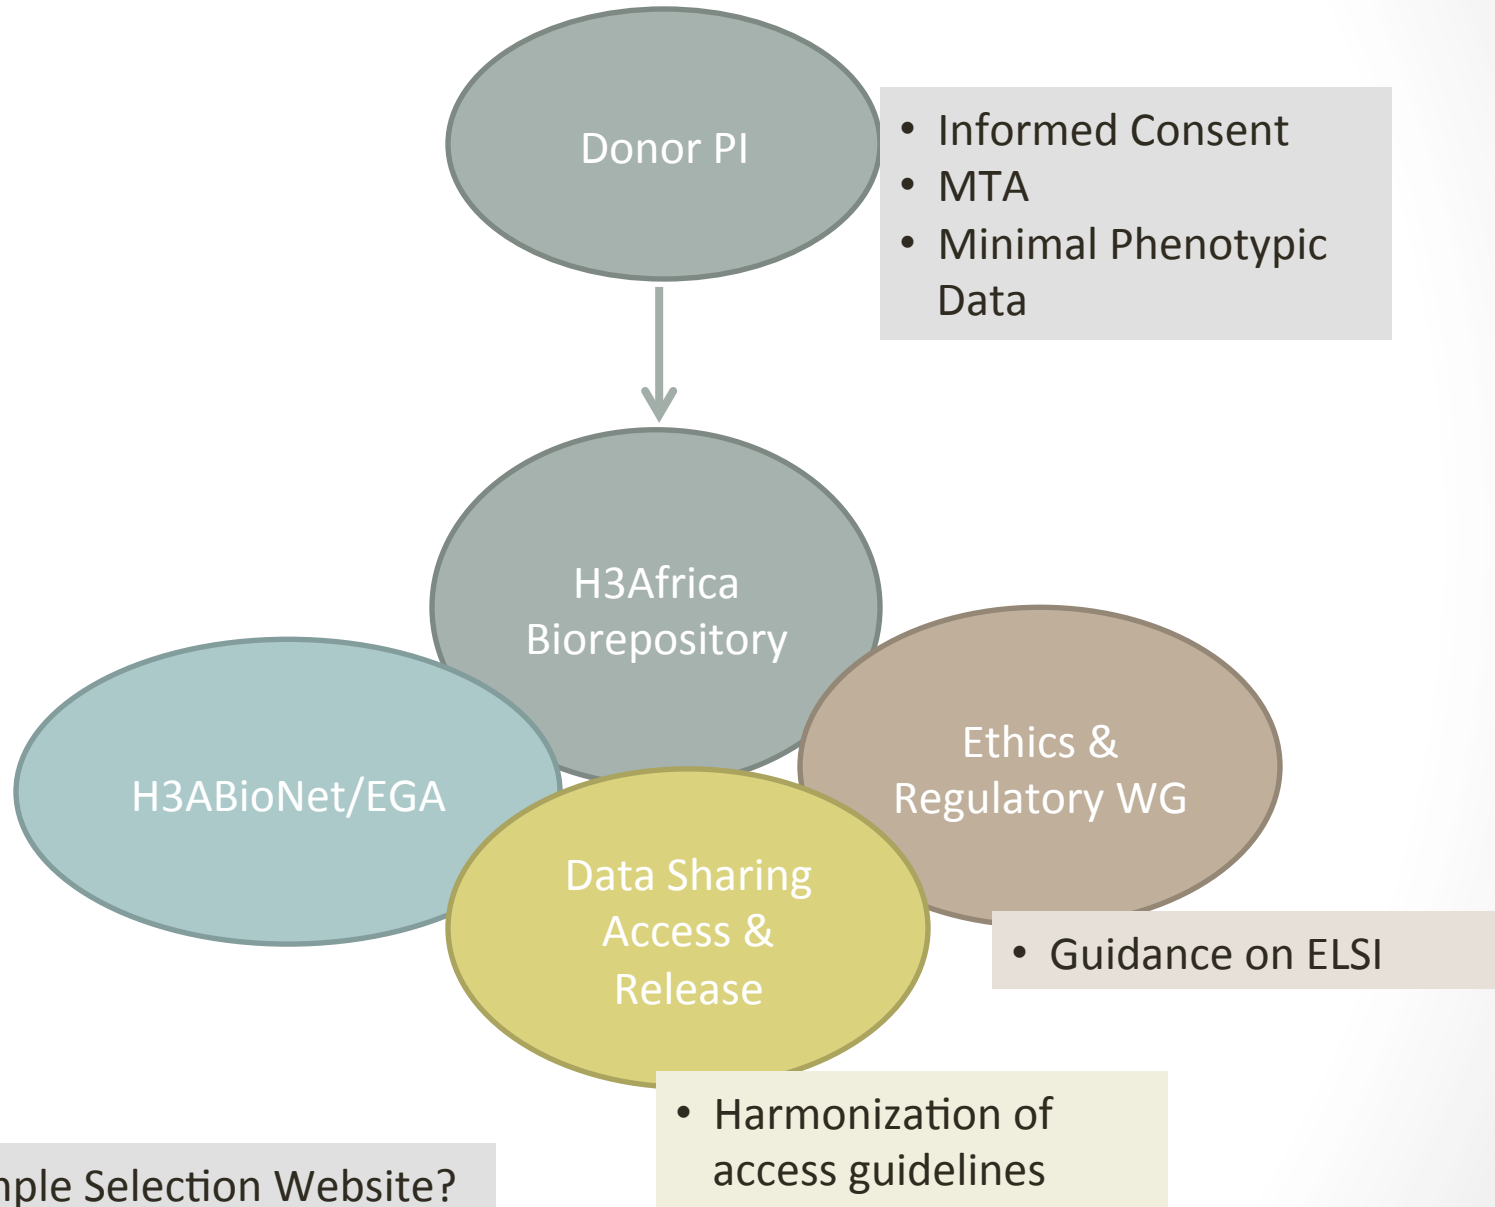 Donor PI
• Informed Consent
• MTA
• Minimal Phenotypic
Data
H3Africa
Biorepository
H3ABioNet/EGA
Ethics &
Regulatory WG
Data Sharing
Access &
Release
• Guidance on ELSI
• Harmonization of
access guidelines
Selection Website?